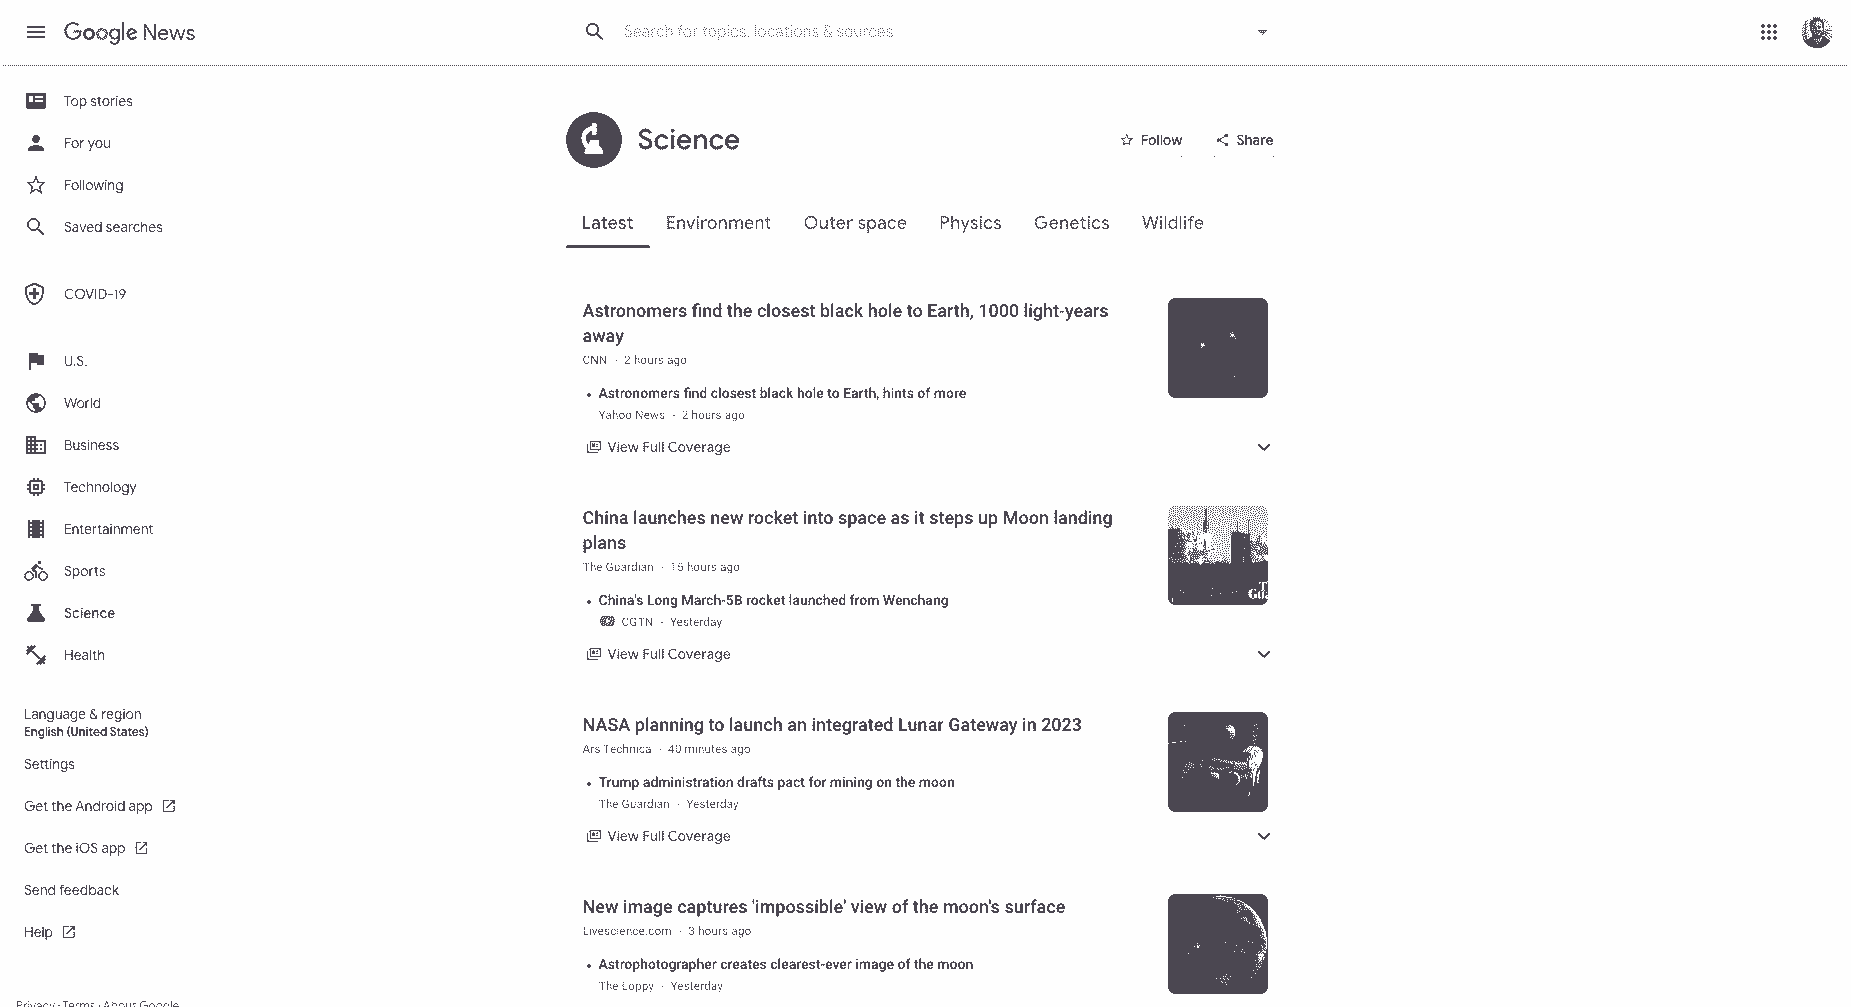 Google News
Search for topics, locations & sources
Top stories
For you
Following
Saved searches
COVID-19
U.S.
World
Business
Technology
Entertainment
Sports
Science
Health
Language & region
English (United States)
Settings
Get the Android app
Get the iOS app
Send feedback
Help
Privacy · Terms · About Google
Science
Follow
Share
Latest
Environment
Outer space
Physics
Genetics
Wildlife
Astronomers find the closest black hole to Earth, 1000 light-years
away
CNN · 2 hours ago
• Astronomers find closest black hole to Earth, hints of more
Yahoo News · 2 hours ago
View Full Coverage
China launches new rocket into space as it steps up Moon landing
plans
The Guardian · 15 hours ago
• China's Long March-5B rocket launched from Wenchang
CGTN · Yesterday
View Full Coverage
NASA planning to launch an integrated Lunar Gateway in 2023
Ars Technica · 40 minutes ago
• Trump administration drafts pact for mining on the moon
The Guardian · Yesterday
View Full Coverage
New image captures 'impossible' view of the moon's surface
Livescience.com · 3 hours ago
• Astrophotographer creates clearest-ever image of the moon
The Loppy · Yesterday